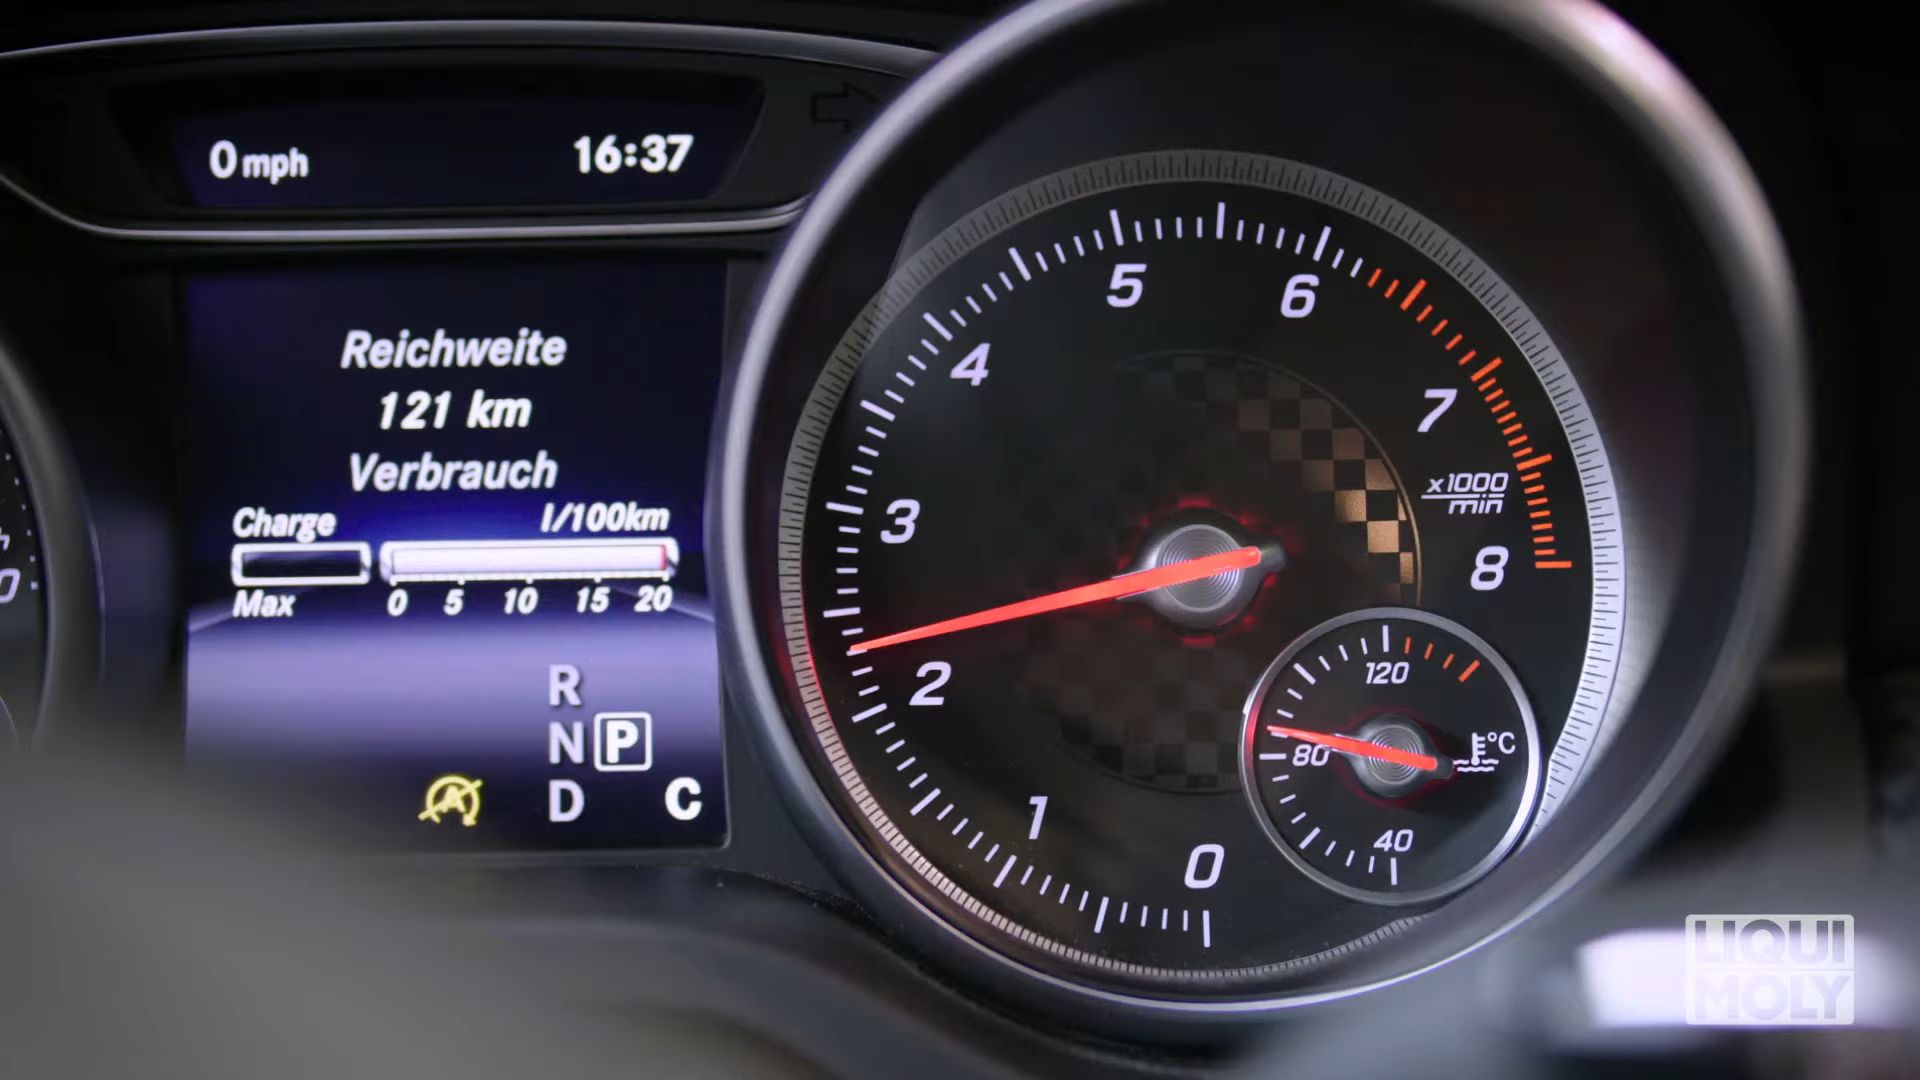 0 mph 16:37
Reichweite
121 km
Verbrauch
Charge l/100km
Max 0 5 10 15 20
R
N P
D C
A
0
1
2
3
4
5
6
7
8
x1000
min
120
80
40
°C
LIQUI
MOLY